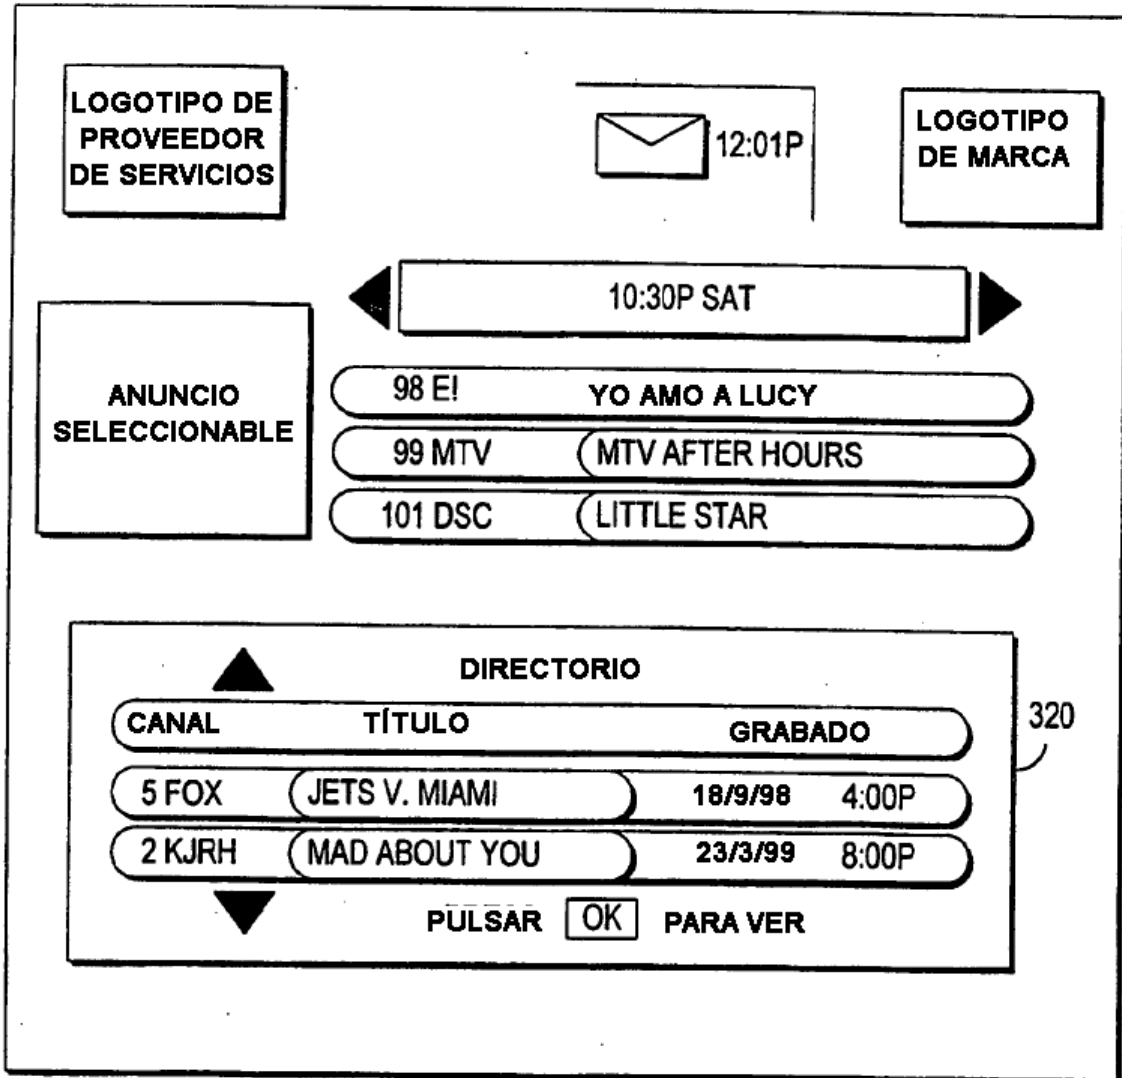 LOGOTIPO DE
PROVEEDOR
DE SERVICIOS
12:01P
LOGOTIPO
DE MARCA
10:30P SAT
ANUNCIO
SELECCIONABLE
98 E! YO AMO A LUCY
99 MTV MTV AFTER HOURS
101 DSC LITTLE STAR
DIRECTORIO
CANAL TÍTULO GRABADO
5 FOX JETS V. MIAMI 18/9/98 4:00P
2 KJRH MAD ABOUT YOU 23/3/99 8:00P
PULSAR OK PARA VER
320